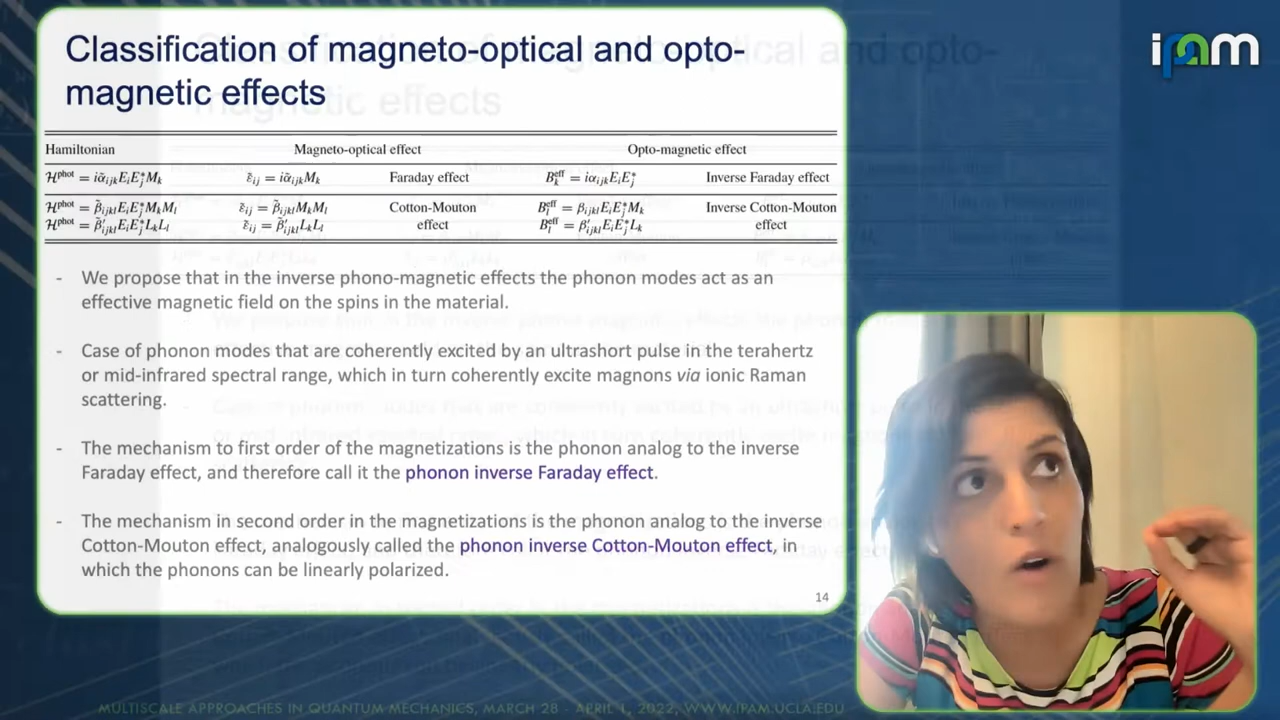 Classification of magneto-optical and opto-
magnetic effects
ipam
Hamiltonian Magneto-optical effect Opto-magnetic effect
ℋ^phot = iα̃_ijk E_i E_j^* M_k ε̃_ij = iα̃_ijk M_k Faraday effect B_k^eff = iα_ijk E_i E_j^* Inverse Faraday effect
ℋ^phot = β̃_ijkl E_i E_j^* M_k M_l ε̃_ij = β̃_ijkl M_k M_l Cotton-Mouton B_l^eff = β_ijkl E_i E_j^* M_k Inverse Cotton-Mouton
ℋ^phot = β̃′_ijkl E_i E_j^* L_k L_l ε̃_ij = β̃′_ijkl L_k L_l effect B_l^eff = β′_ijkl E_i E_j^* L_k effect
- We propose that in the inverse phono-magnetic effects the phonon modes act as an
effective magnetic field on the spins in the material.
- Case of phonon modes that are coherently excited by an ultrashort pulse in the terahertz
or mid-infrared spectral range, which in turn coherently excite magnons via ionic Raman
scattering.
- The mechanism to first order of the magnetizations is the phonon analog to the inverse
Faraday effect, and therefore call it the phonon inverse Faraday effect.
- The mechanism in second order in the magnetizations is the phonon analog to the inverse
Cotton-Mouton effect, analogously called the phonon inverse Cotton-Mouton effect, in
which the phonons can be linearly polarized.
14
MULTISCALE APPROACHES IN QUANTUM MECHANICS, MARCH 28 - APRIL 1, 2022, WWW.IPAM.UCLA.EDU